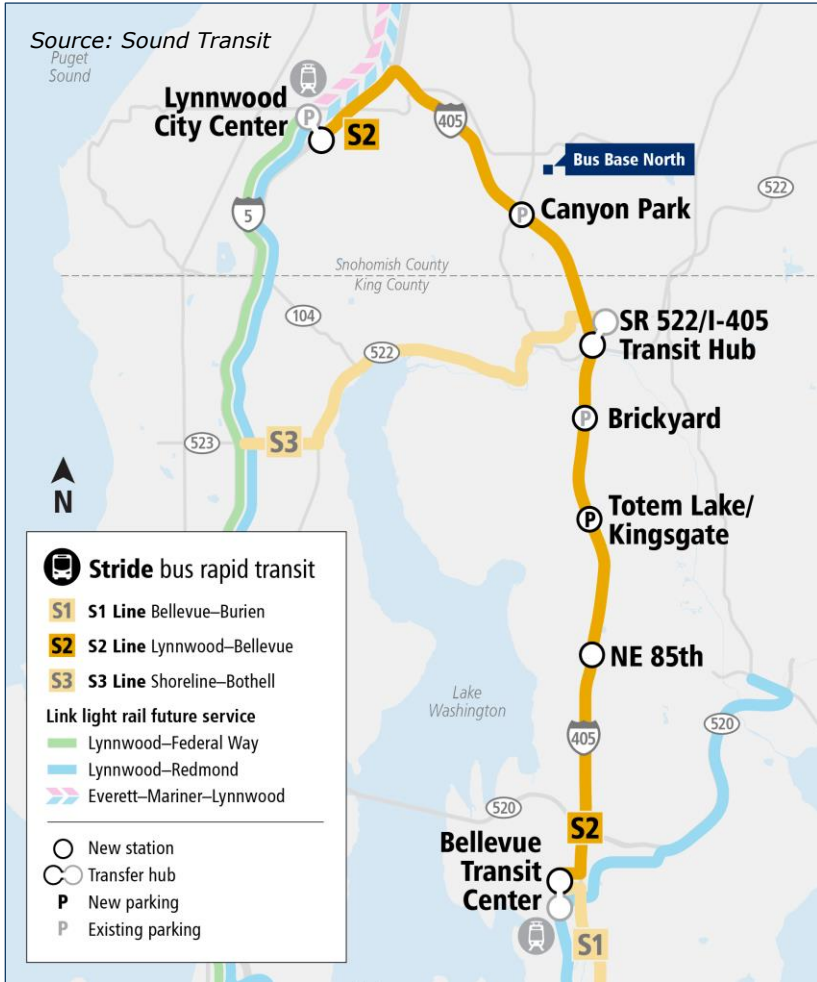 Source: Sound Transit
Puget
Sound
Lynnwood
City Center
P
S2
405
Bus Base North
522
Canyon Park
P
5
Snohomish County
King County
104
SR 522/I-405
Transit Hub
522
Brickyard
P
523
S3
N
Totem Lake/
Kingsgate
P
NE 85th
Lake
Washington
405
520
520
S2
Bellevue
Transit
Center
S1
Stride bus rapid transit
S1 S1 Line Bellevue–Burien
S2 S2 Line Lynnwood–Bellevue
S3 S3 Line Shoreline–Bothell
Link light rail future service
Lynnwood–Federal Way
Lynnwood–Redmond
Everett–Mariner–Lynnwood
New station
Transfer hub
P New parking
P Existing parking